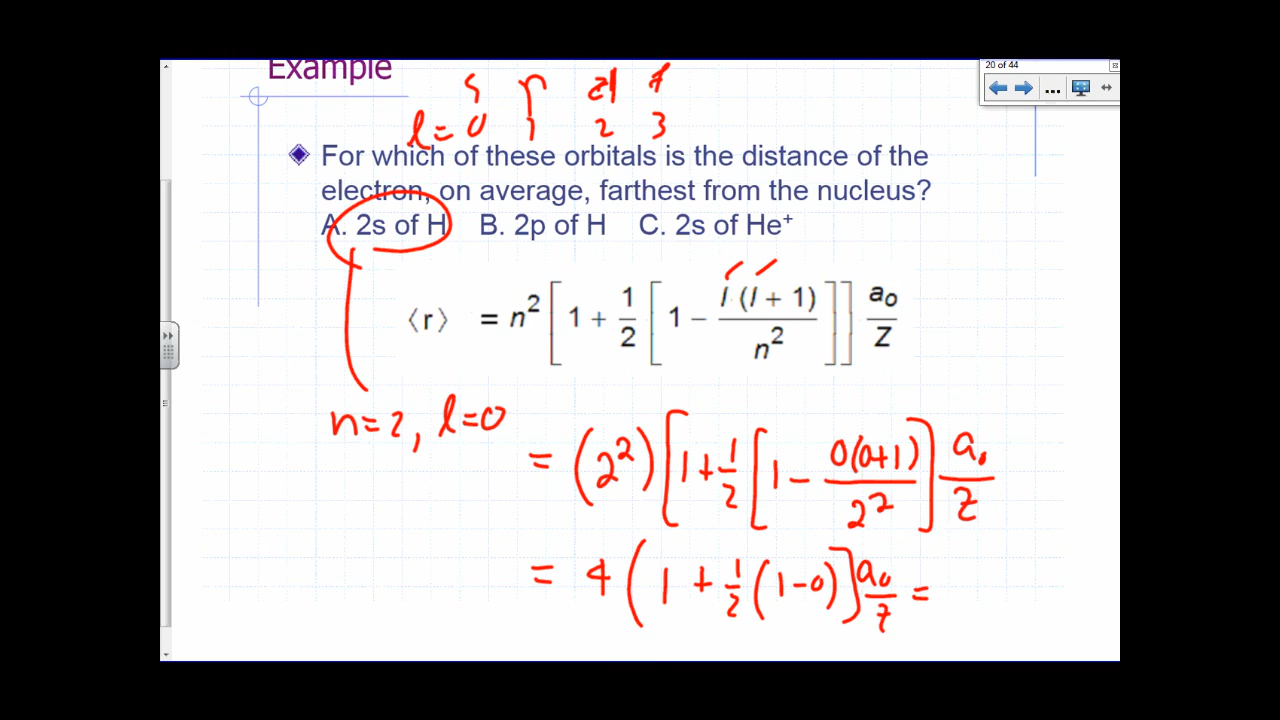 Example
20 of 44
s p d f
l = 0 1 2 3
For which of these orbitals is the distance of the
electron, on average, farthest from the nucleus?
A. 2s of H B. 2p of H C. 2s of He⁺
⟨r⟩ = n² [1 + 1/2 [1 − l (l + 1)/n²]] a₀/Z
n=2, l=0
= (2²) [1 + 1/2 [1 − 0(0+1)/2²] a₀/Z
= 4 (1 + 1/2 (1−0)] a₀/Z =